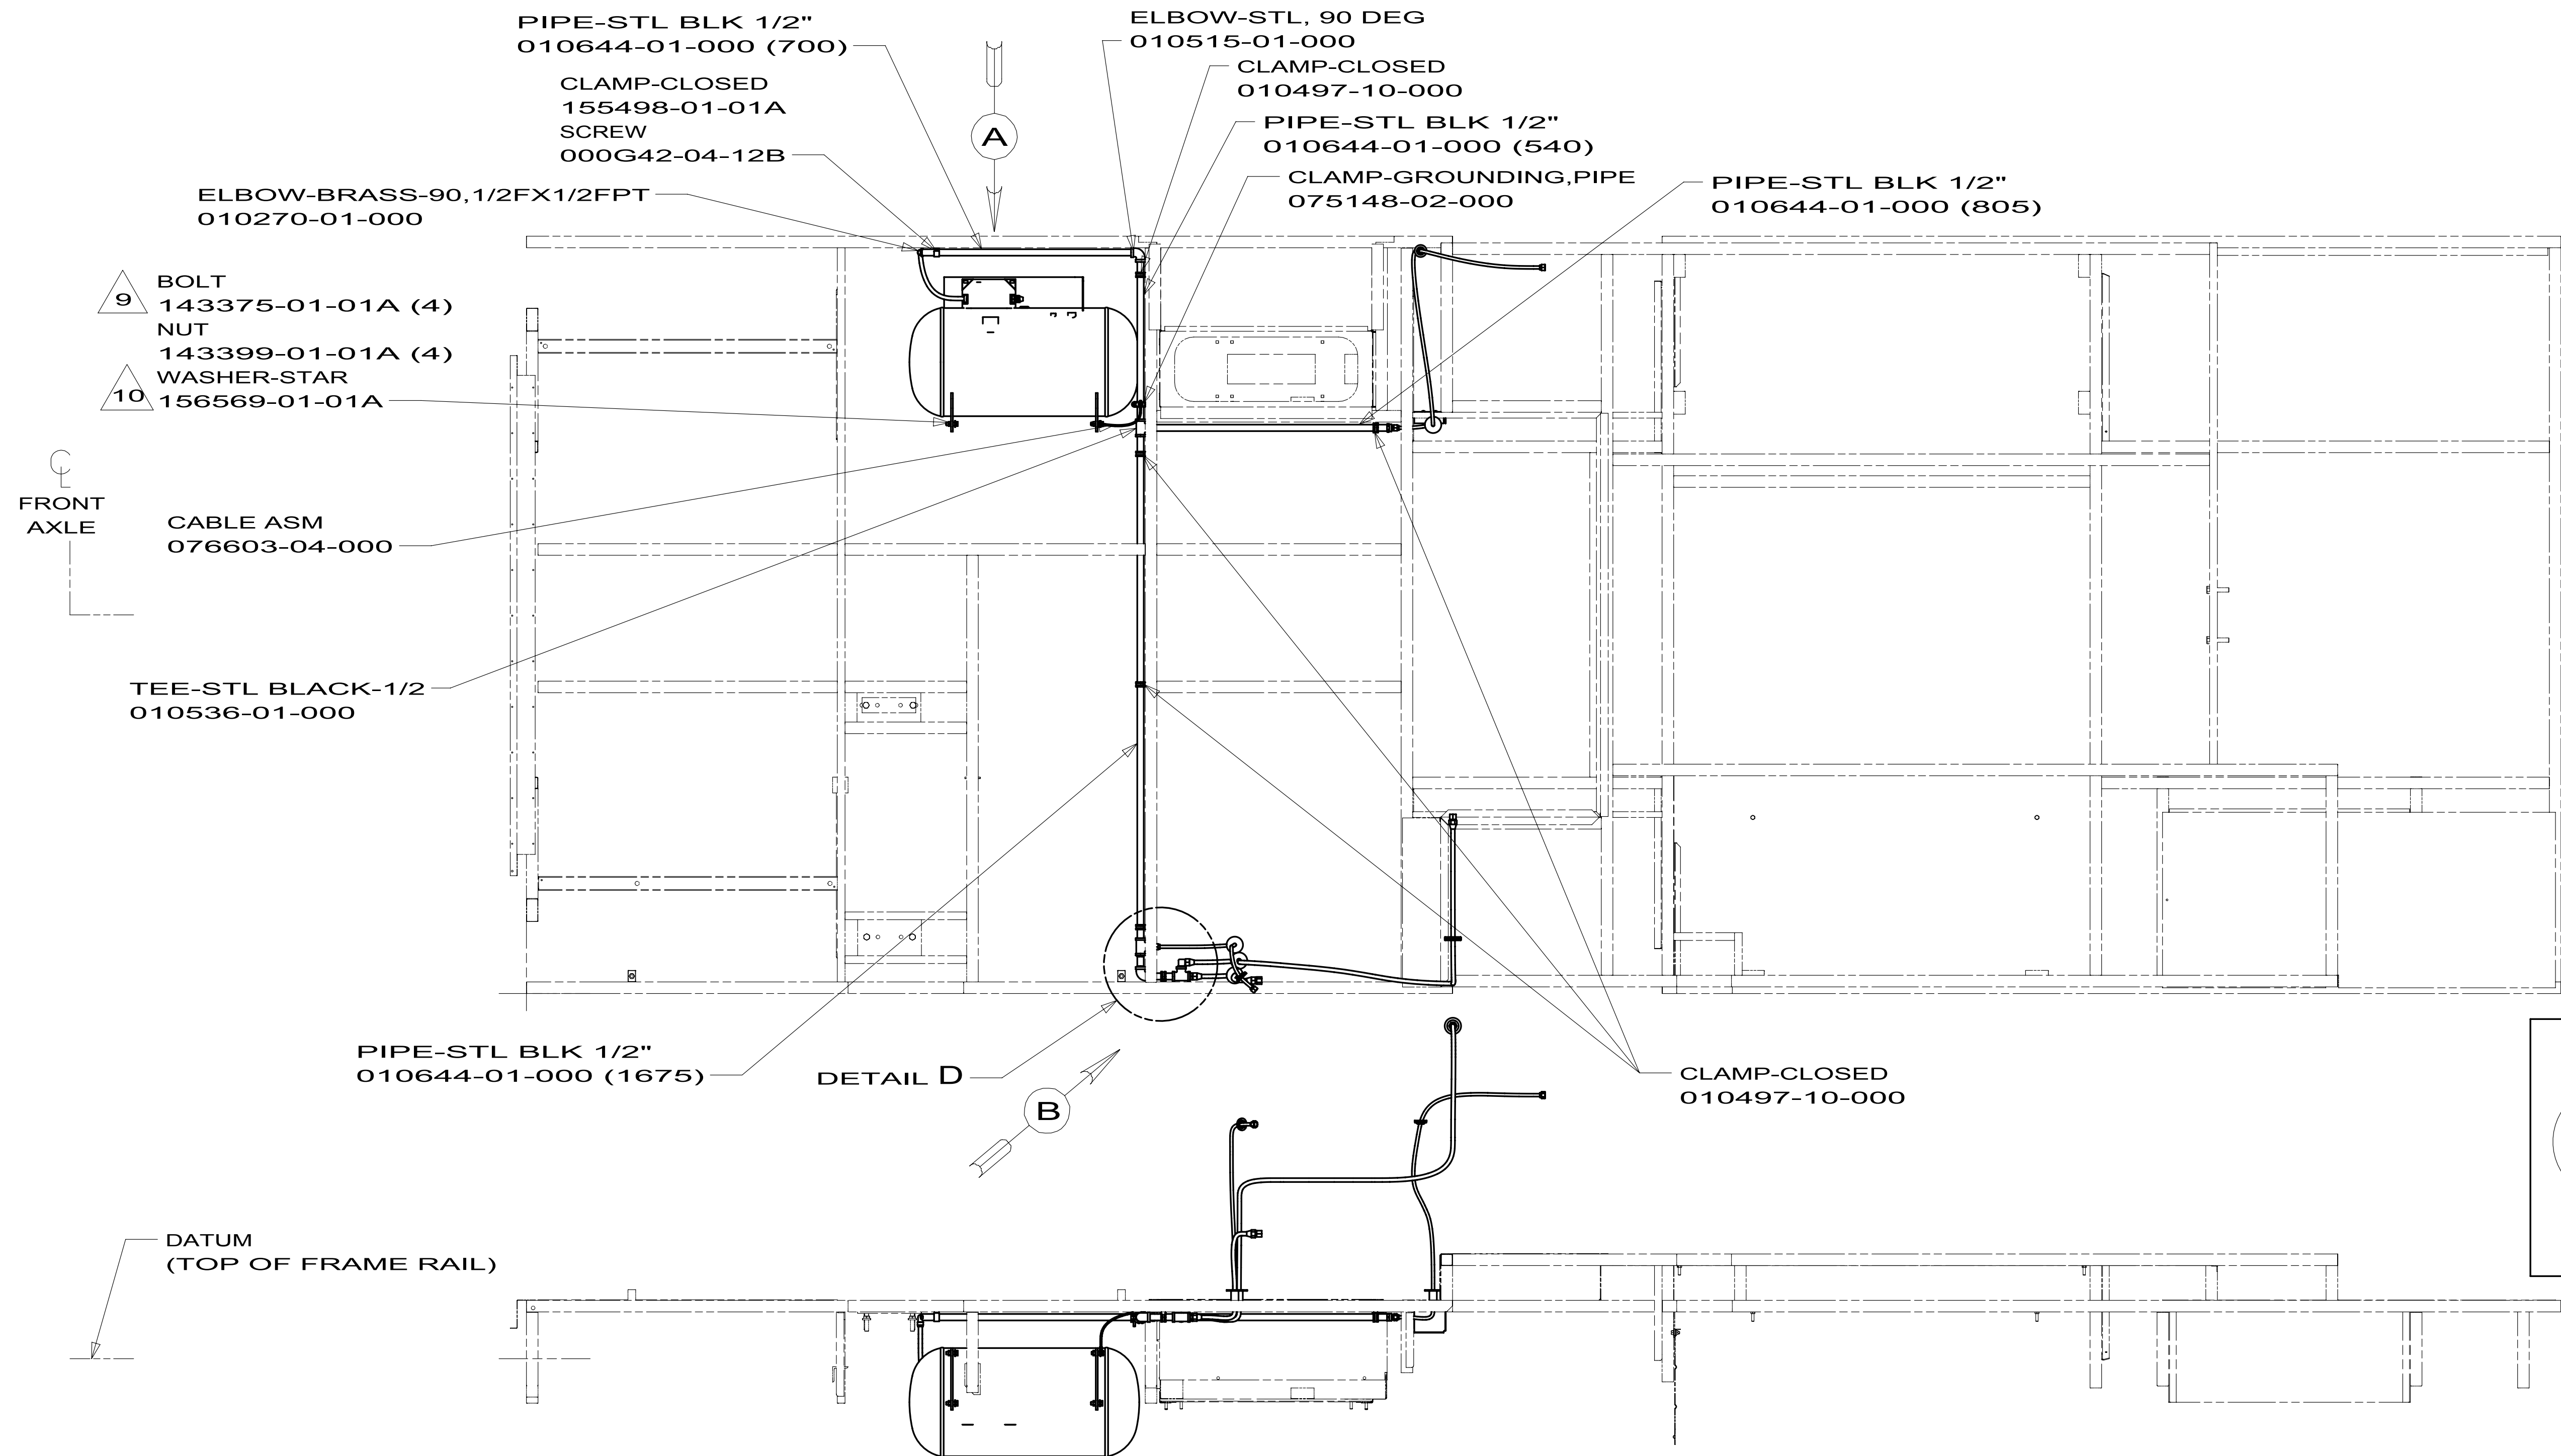 PIPE-STL BLK 1/2"
010644-01-000 (700)
CLAMP-CLOSED
155498-01-01A
SCREW
000G42-04-12B
ELBOW-BRASS-90,1/2FX1/2FPT
010270-01-000
A
ELBOW-STL, 90 DEG
010515-01-000
CLAMP-CLOSED
010497-10-000
PIPE-STL BLK 1/2"
010644-01-000 (540)
CLAMP-GROUNDING,PIPE
075148-02-000
PIPE-STL BLK 1/2"
010644-01-000 (805)
9
BOLT
143375-01-01A (4)
NUT
143399-01-01A (4)
10
WASHER-STAR
156569-01-01A
FRONT
AXLE
CABLE ASM
076603-04-000
TEE-STL BLACK-1/2
010536-01-000
PIPE-STL BLK 1/2"
010644-01-000 (1675)
DETAIL D
B
CLAMP-CLOSED
010497-10-000
DATUM
(TOP OF FRAME RAIL)